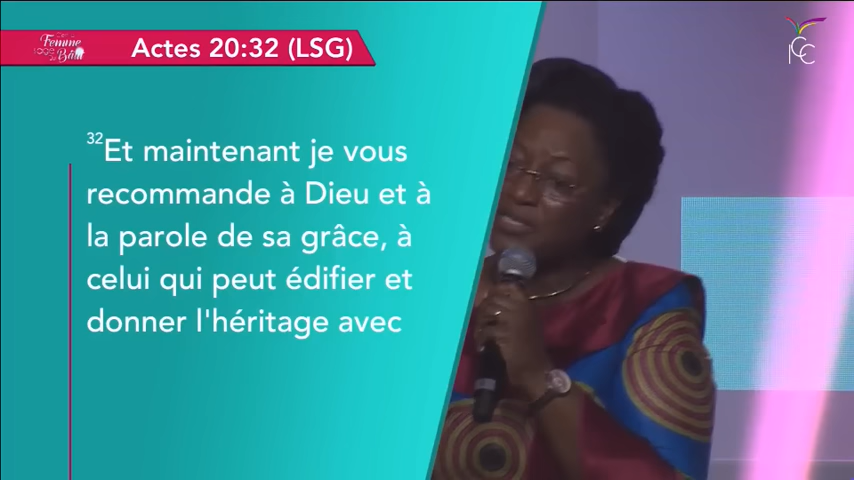 Femme
Actes 20:32 (LSG)
ICC
32Et maintenant je vous
recommande à Dieu et à
la parole de sa grâce, à
celui qui peut édifier et
donner l'héritage avec